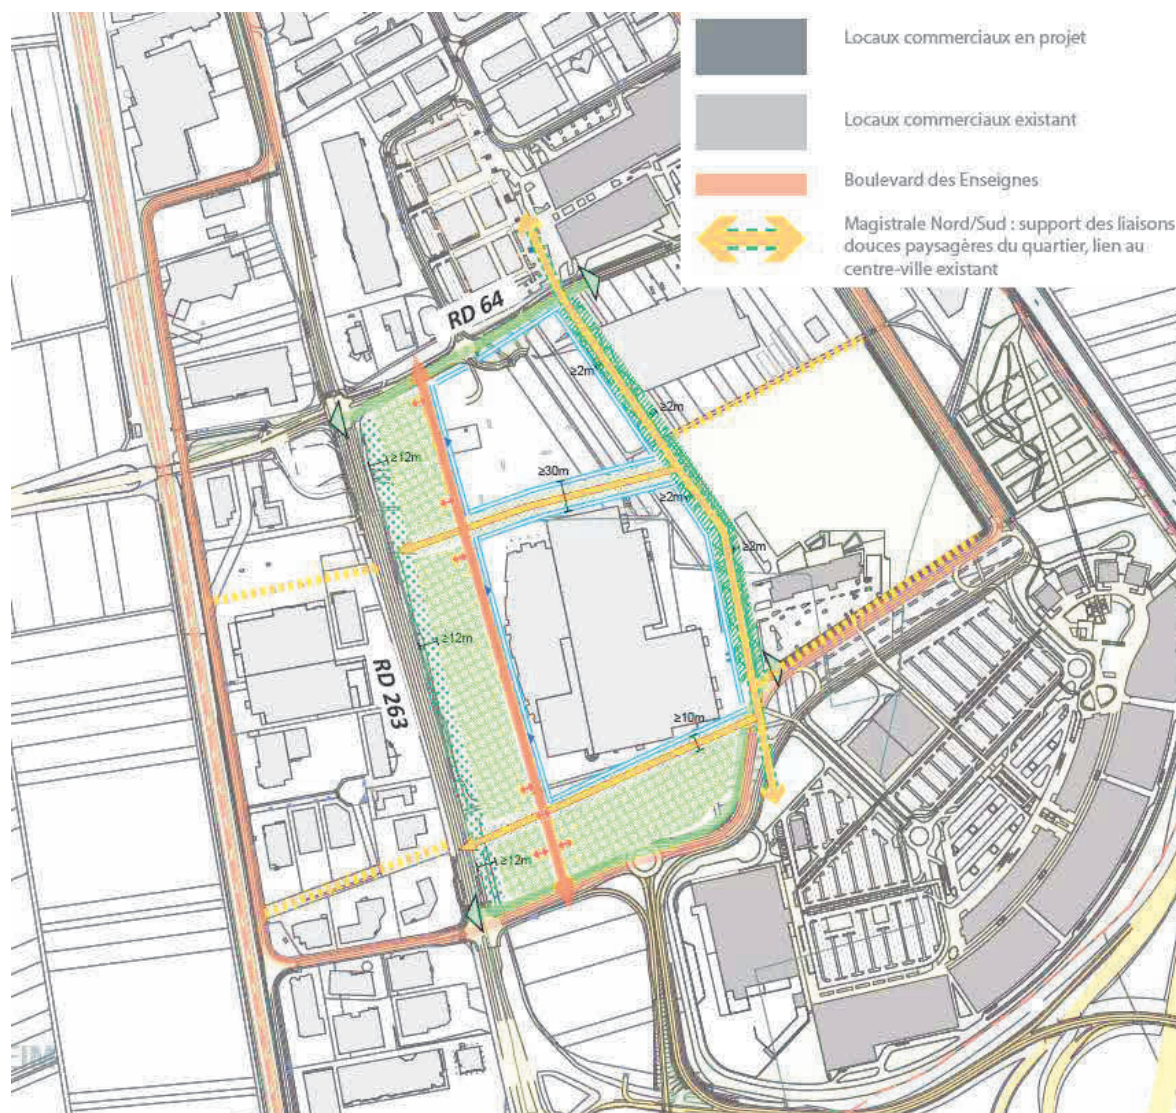 Locaux commerciaux en projet
Locaux commerciaux existant
Boulevard des Enseignes
Magistrale Nord/Sud : support des liaisons
douces paysagères du quartier, lien au
centre-ville existant
RD 64
≥2m
≥2m
≥12m
≥30m
≥2m
≥2m
≥12m
RD 263
≥10m
≥12m